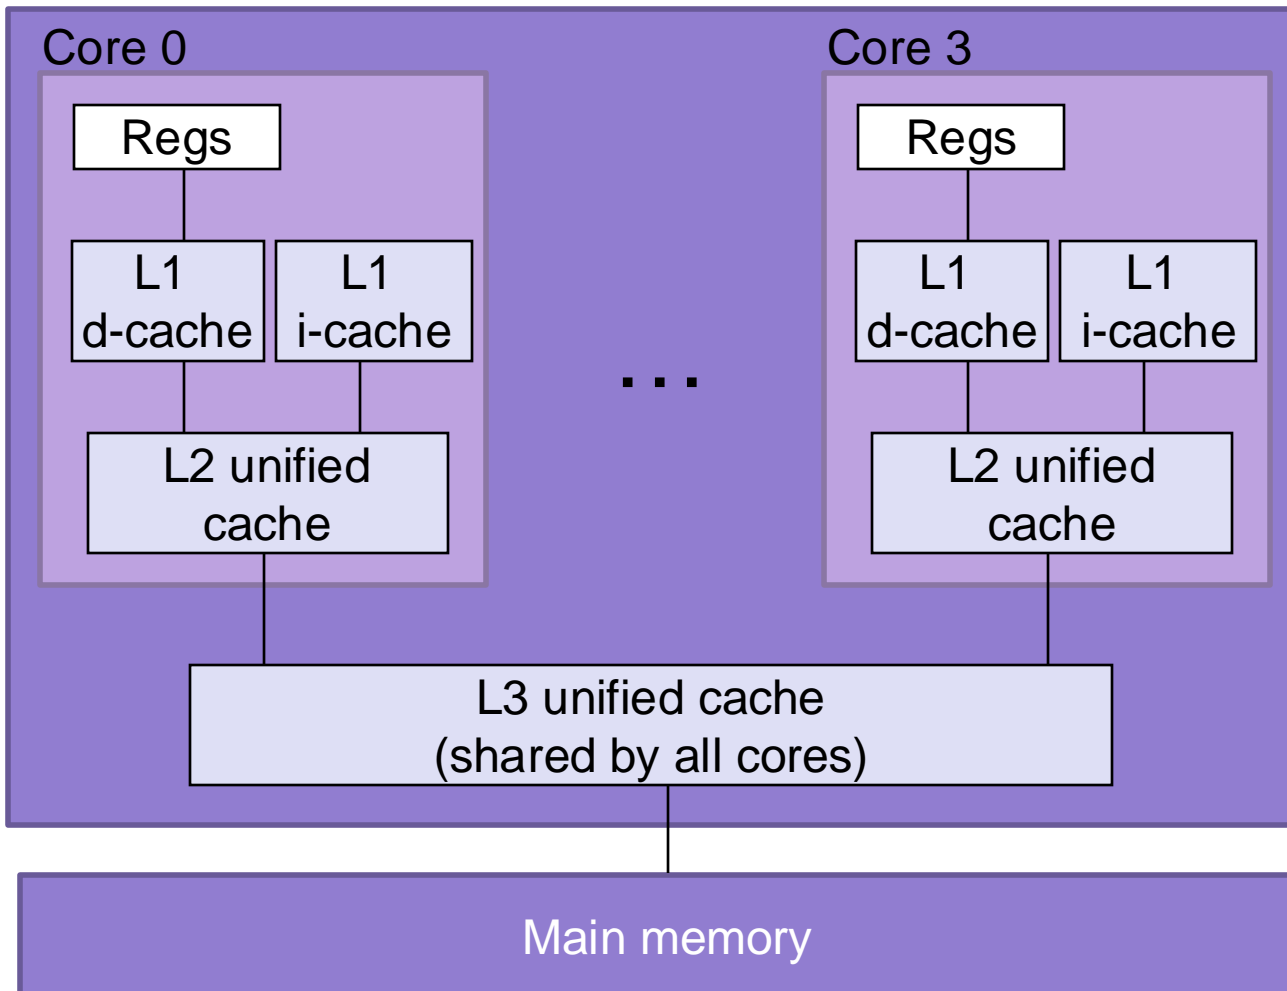 Core 0
Regs
L1
d-cache
L1
i-cache
L2 unified
cache
...
Core 3
Regs
L1
d-cache
L1
i-cache
L2 unified
cache
L3 unified cache
(shared by all cores)
Main memory